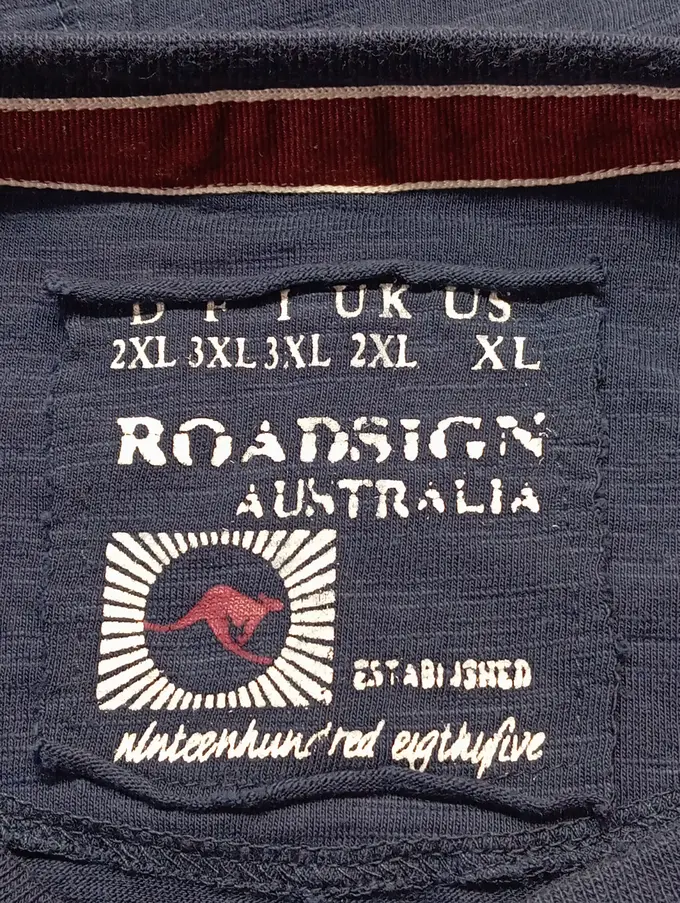 D F I UK US
2XL 3XL 3XL 2XL XL
ROADSIGN
AUSTRALIA
ESTABLISHED
ninteenhundred eigthyfive